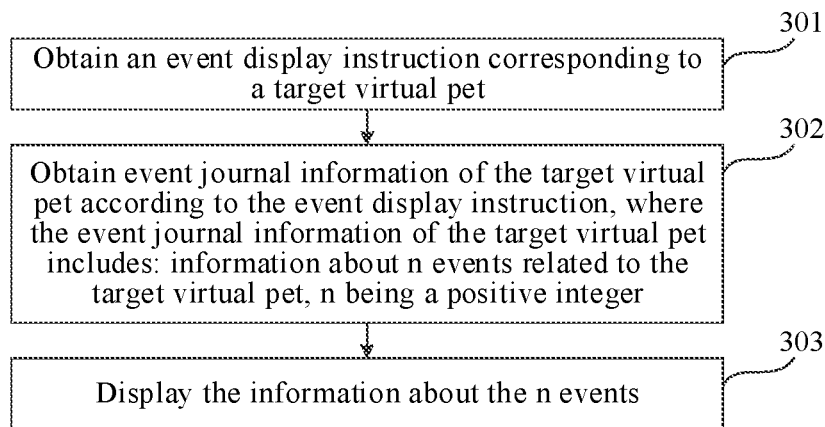 301
Obtain an event display instruction corresponding to
a target virtual pet
302
Obtain event journal information of the target virtual
pet according to the event display instruction, where
the event journal information of the target virtual pet
includes: information about n events related to the
target virtual pet, n being a positive integer
303
Display the information about the n events